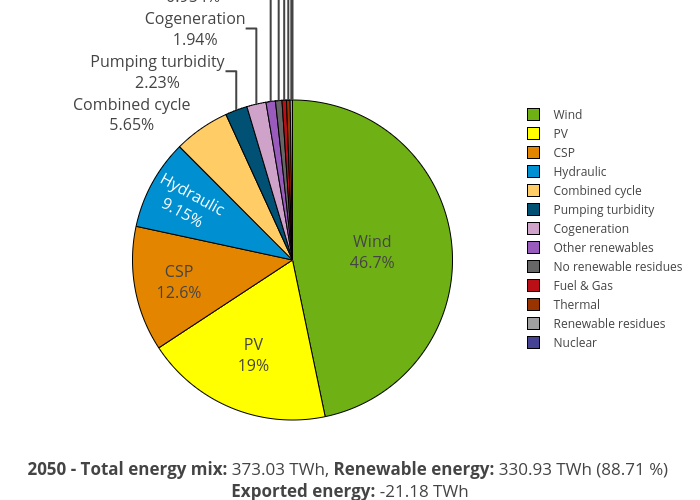 Cogeneration
1.94%
Pumping turbidity
2.23%
Combined cycle
5.65%
Hydraulic
9.15%
CSP
12.6%
PV
19%
Wind
46.7%
Wind
PV
CSP
Hydraulic
Combined cycle
Pumping turbidity
Cogeneration
Other renewables
No renewable residues
Fuel & Gas
Thermal
Renewable residues
Nuclear
2050 - Total energy mix: 373.03 TWh, Renewable energy: 330.93 TWh (88.71 %)
Exported energy: -21.18 TWh